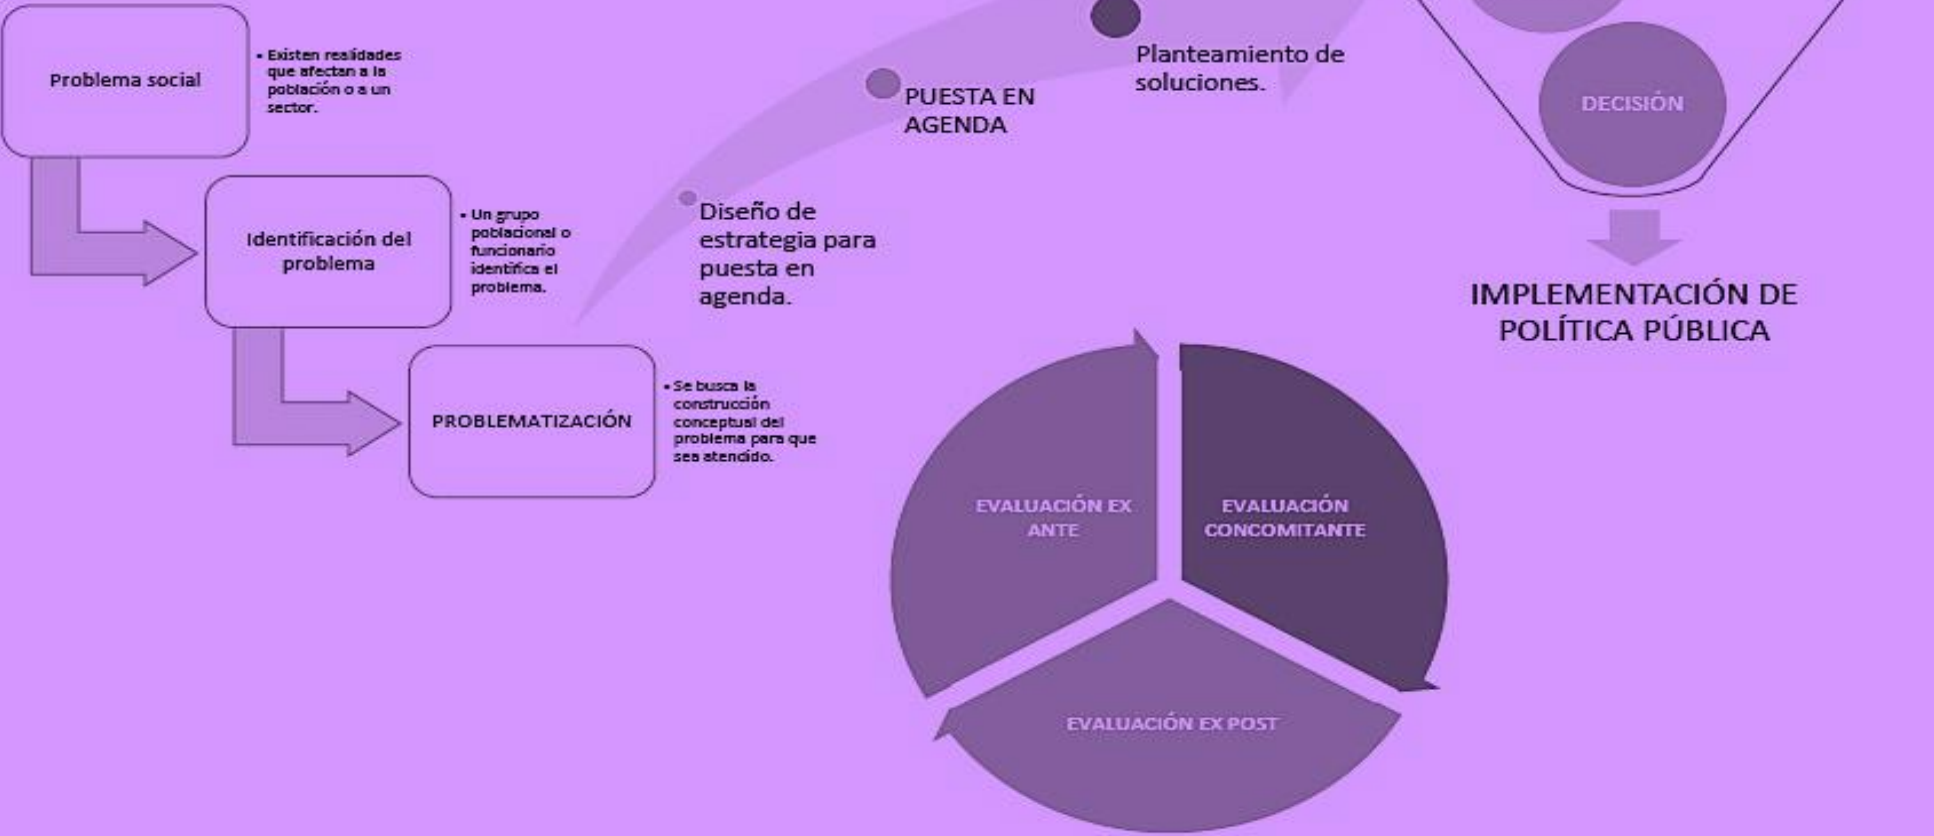 Problema social
• Existen realidades
que afectan a la
población o a un
sector.
Identificación del
problema
• Un grupo
poblacional o
funcionario
identifica el
problema.
PROBLEMATIZACIÓN
• Se busca la
construcción
conceptual del
problema para que
sea atendido.
Diseño de
estrategia para
puesta en
agenda.
PUESTA EN
AGENDA
Planteamiento de
soluciones.
DECISIÓN
IMPLEMENTACIÓN DE
POLÍTICA PÚBLICA
EVALUACIÓN EX
ANTE
EVALUACIÓN
CONCOMITANTE
EVALUACIÓN EX POST